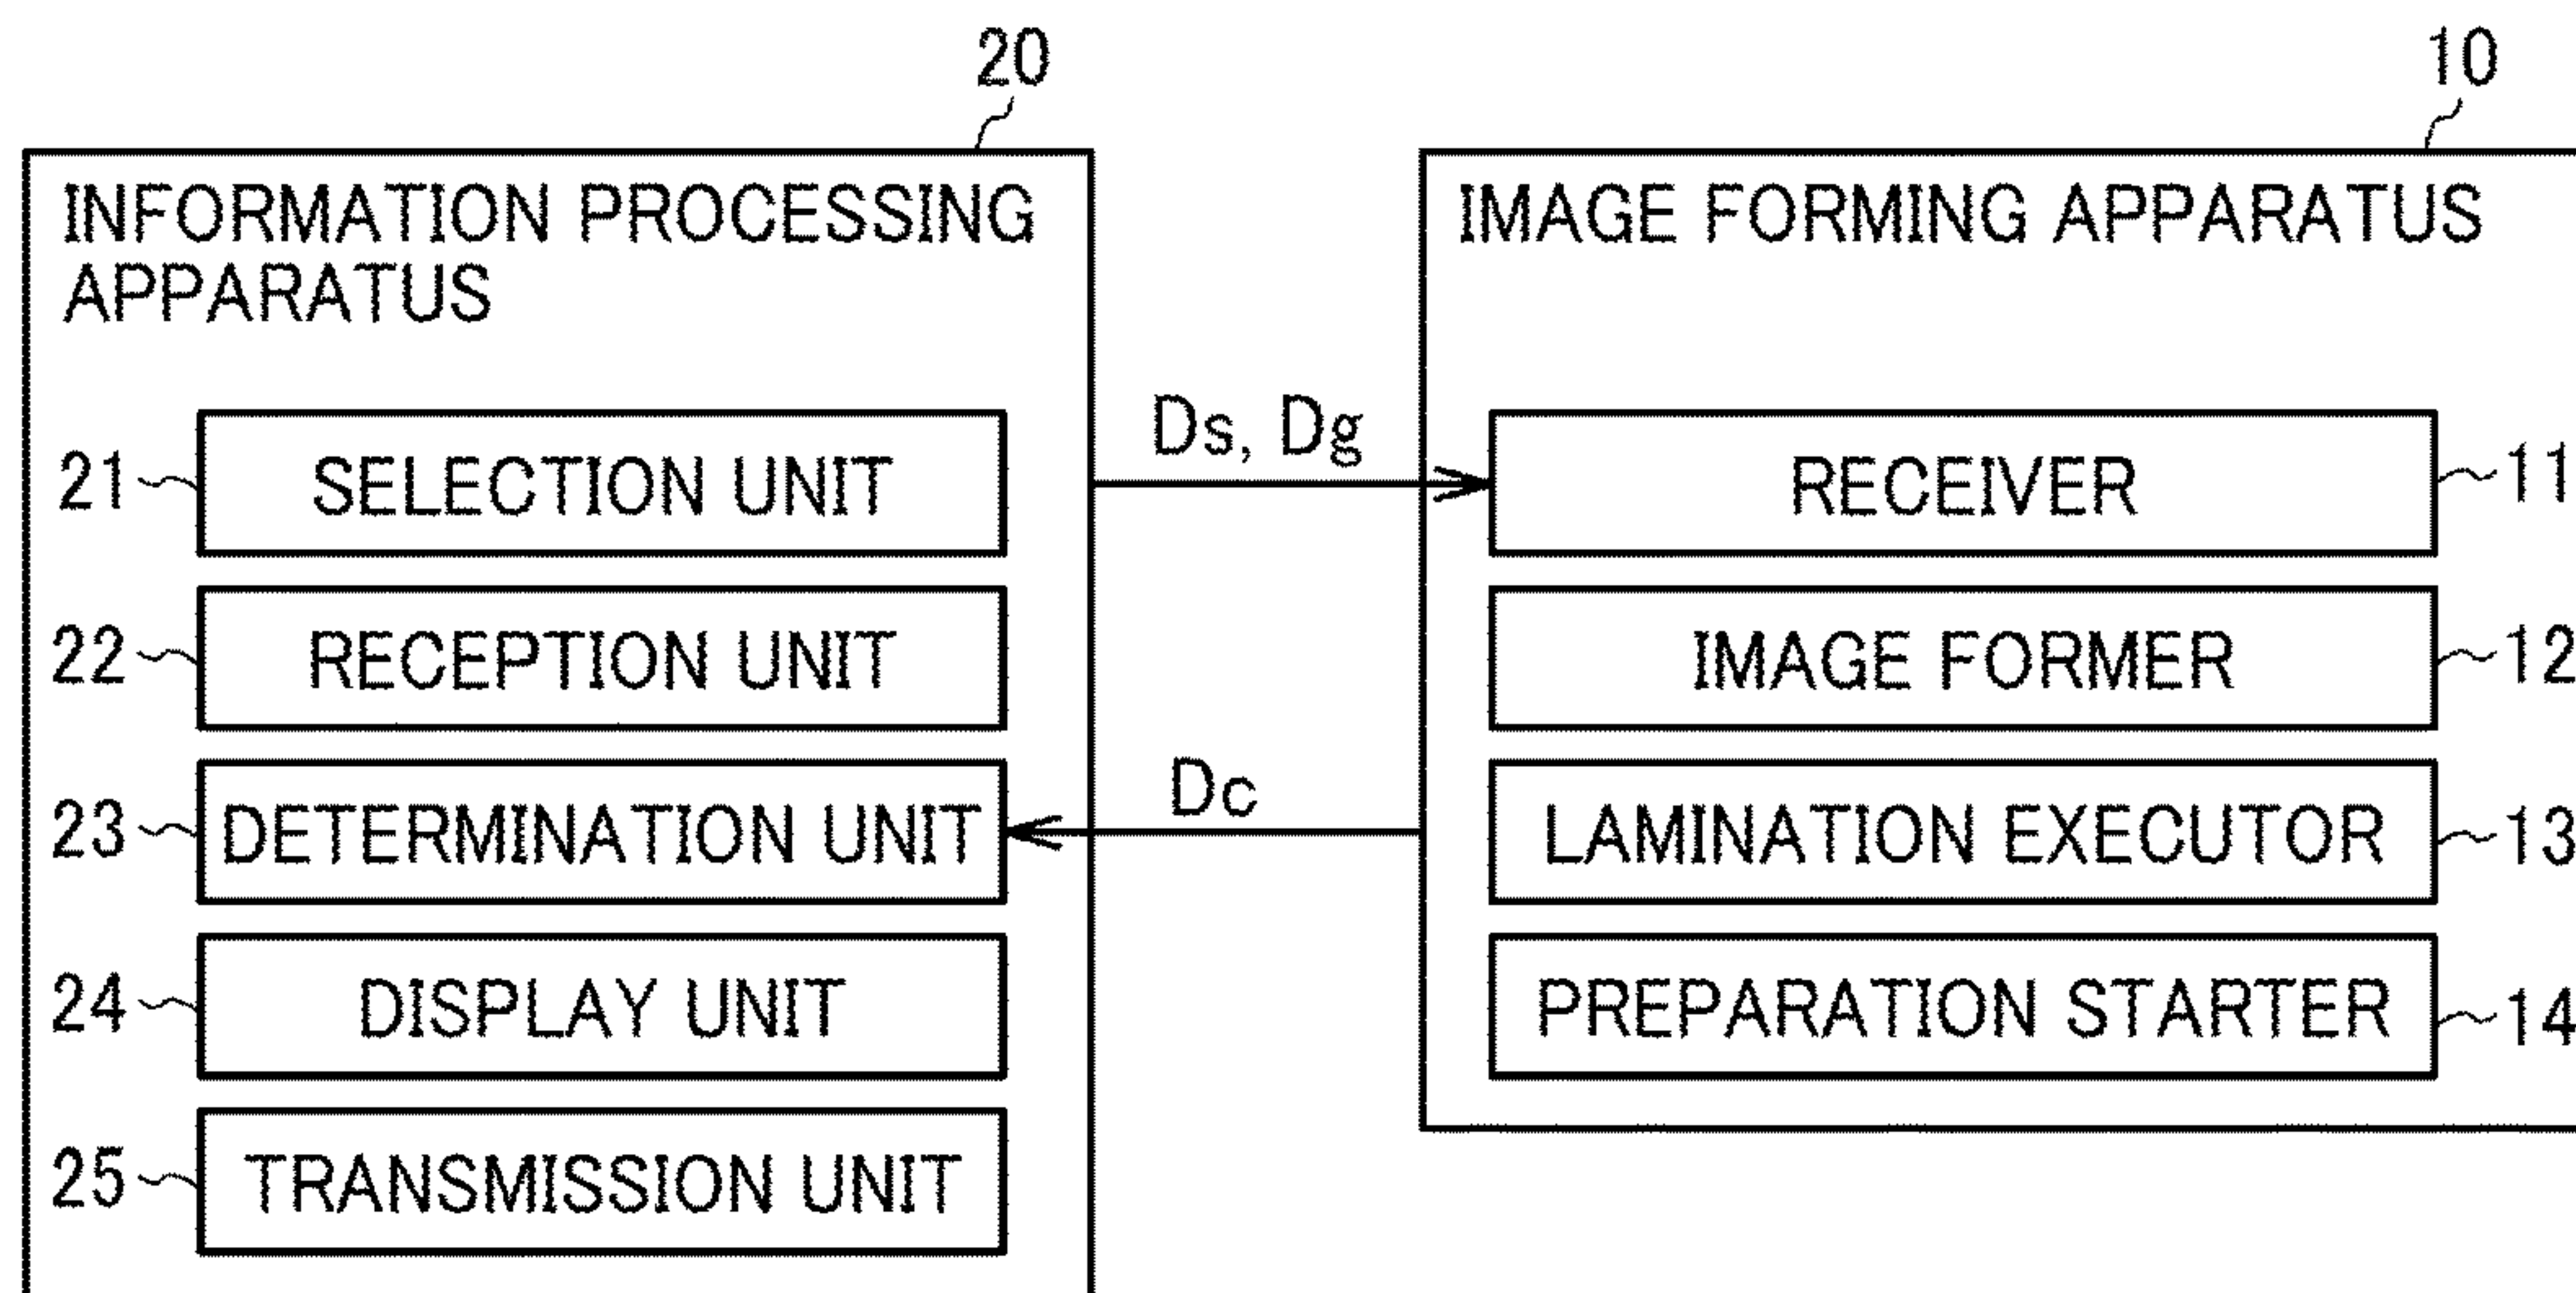 20
10
INFORMATION PROCESSING
APPARATUS
IMAGE FORMING APPARATUS
21
SELECTION UNIT
Ds, Dg
RECEIVER
11
22
RECEPTION UNIT
IMAGE FORMER
12
23
DETERMINATION UNIT
Dc
LAMINATION EXECUTOR
13
24
DISPLAY UNIT
PREPARATION STARTER
14
25
TRANSMISSION UNIT